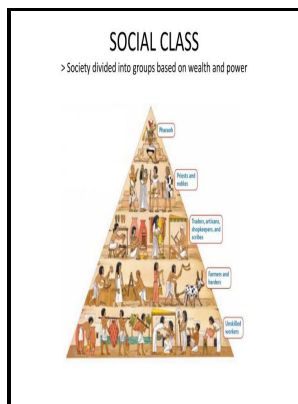 SOCIAL CLASS
> Society divided into groups based on wealth and power
Pharaoh
Priests and
nobles
Traders, artisans,
shopkeepers, and
scribes
Farmers and
herders
Unskilled
workers